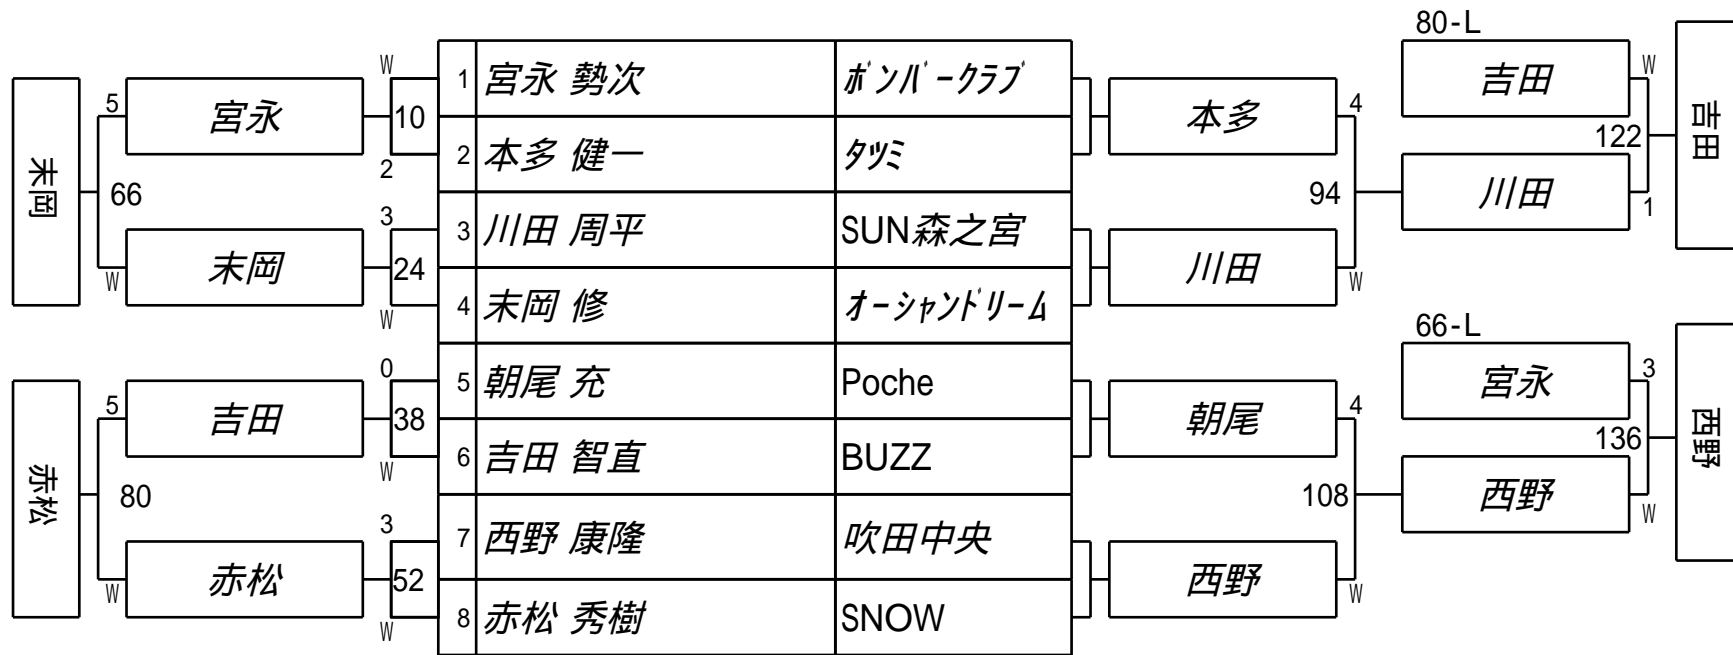 80-L
W
1 宮永 勢次 ボンバークラブ
吉田
W
5
宮永
10
本多
4
吉田
122
2
2 本多 健一 タツミ
末岡
66
94
川田
1
3
3 川田 周平 SUN森之宮
W
末岡
24
川田
W
W
4 末岡 修 オーシャンドリーム
66-L
0
5 朝尾 充 Poche
宮永
3
5
吉田
38
朝尾
4
西野
136
W
6 吉田 智直 BUZZ
赤松
80
108
西野
W
3
7 西野 康隆 吹田中央
W
赤松
52
西野
W
W
8 赤松 秀樹 SNOW